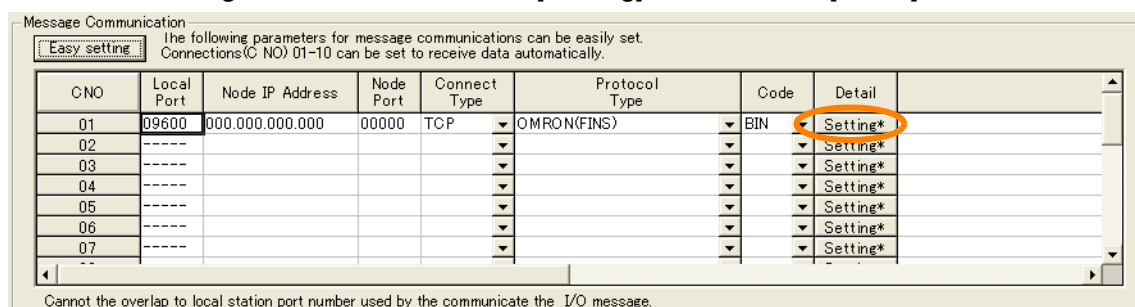 Message Communication
Easy setting
The following parameters for message communications can be easily set.
Connections(C NO) 01-10 can be set to receive data automatically.
CNO Local Port Node IP Address Node Port Connect Type Protocol Type Code Detail
01 09600 000.000.000.000 00000 TCP OMRON(FINS) BIN Setting*
02 ----- Setting*
03 ----- Setting*
04 ----- Setting*
05 ----- Setting*
06 ----- Setting*
07 ----- Setting*
Cannot the overlap to local station port number used by the communicate the I/O message.